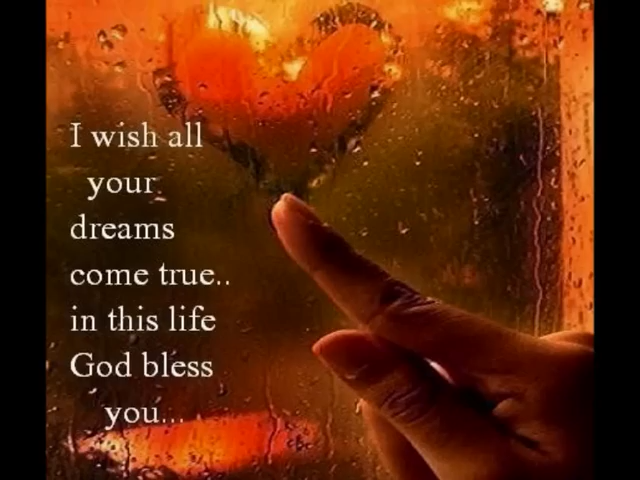 I wish all
your
dreams
come true..
in this life
God bless
you...